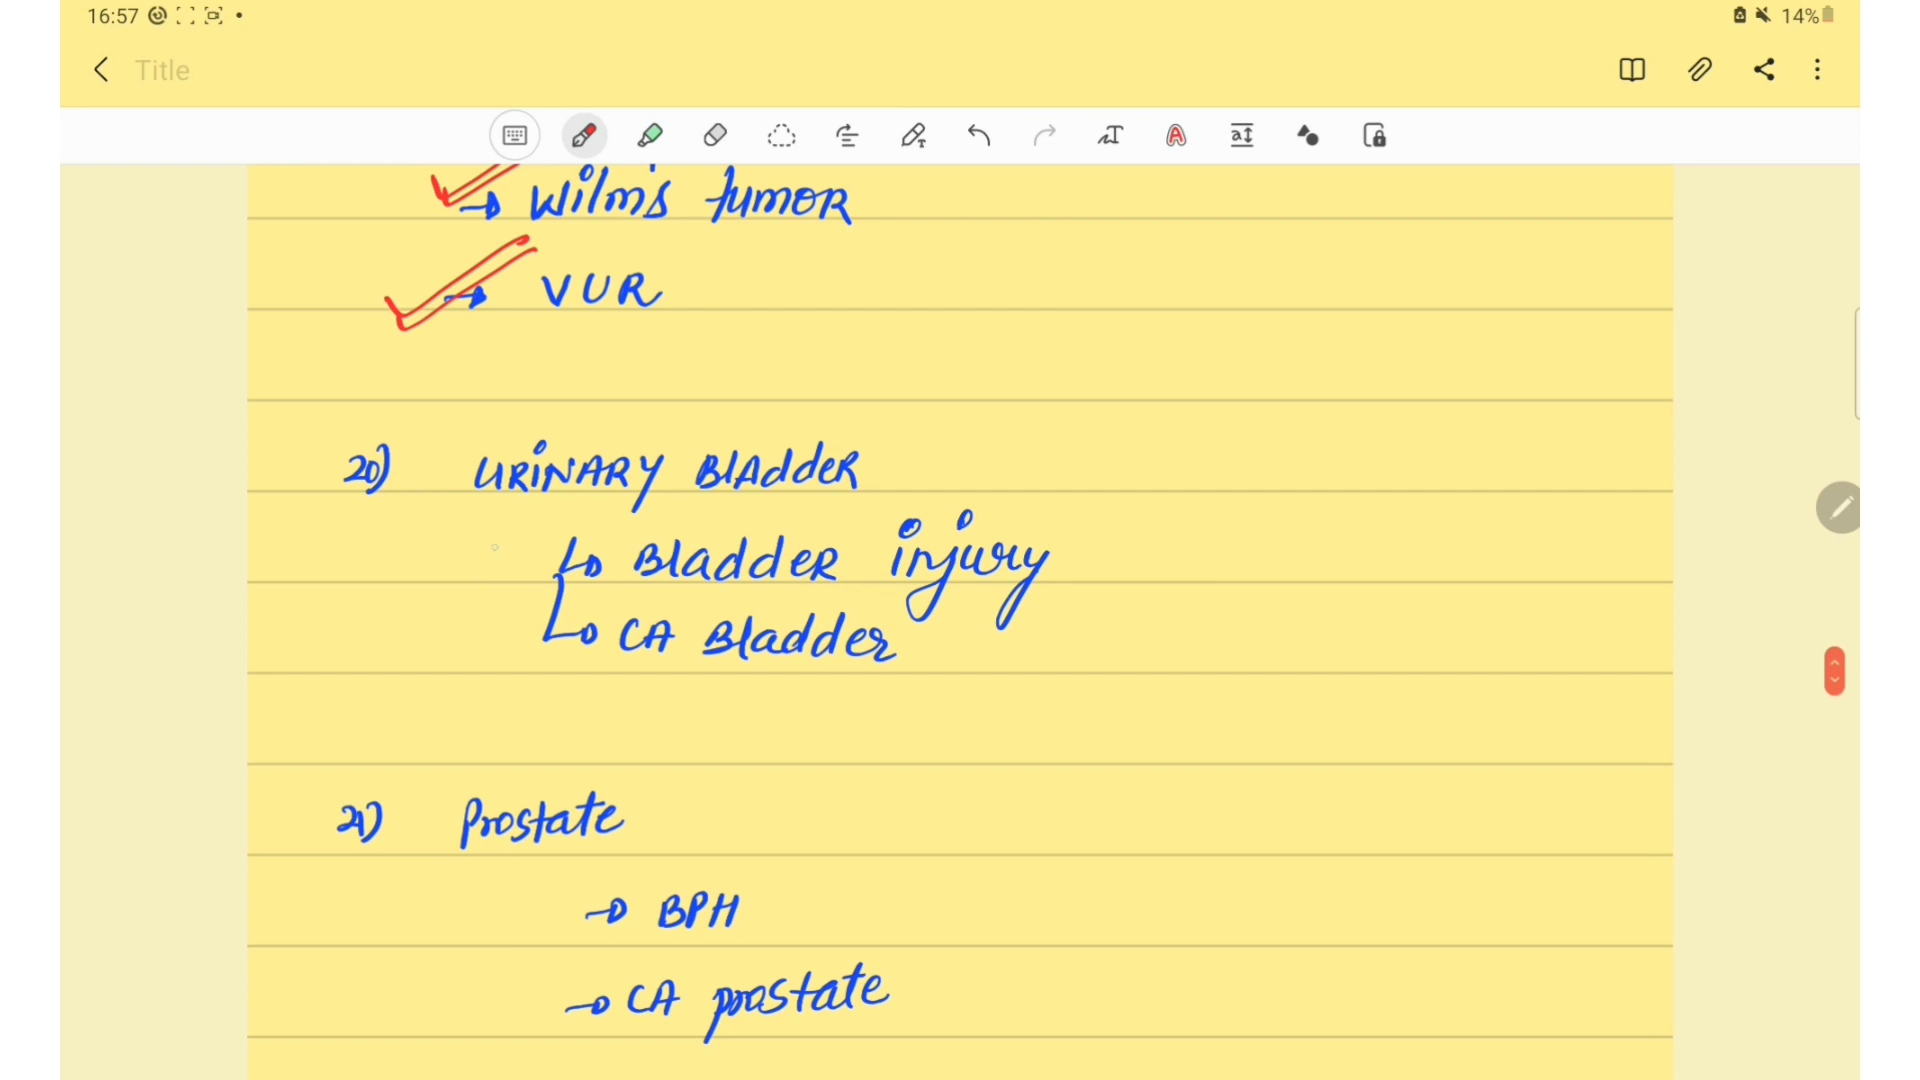 16:57
14%
Title
→ Wilm's tumor
→ VUR
20) URINARY BlAddeR
→ BladdeR injury
→ CA Bladder
21) Prostate
→ BPH
→ CA prostate